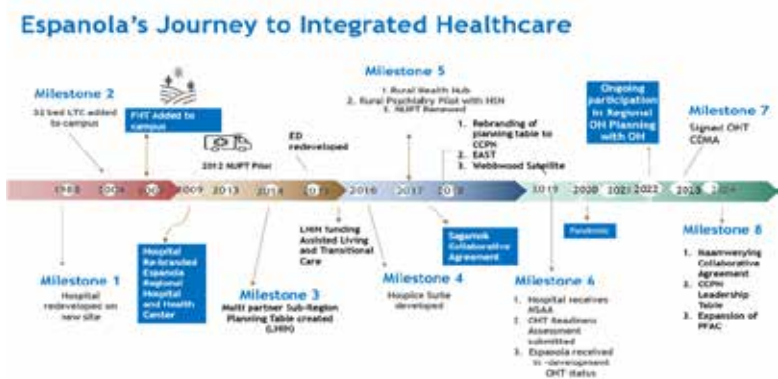 Espanola's Journey to Integrated Healthcare
Milestone 2
32 bed LTC added
to campus
FHT Added to
campus
2012 NUFT Pilot
ED
redeveloped
Milestone 5
1. Rural Health Hub
2. Rural Psychiatry Pilot with HSN
3. NUFT Renewed
1. Rebranding of
planning table to
CCPN
2. EAST
3. Webbwood Satellite
Ongoing
participation
in Regional
OH Planning
with OH
Milestone 7
Signed OHT
CDMA
2009 2013 2014 2015 2016 2017 2018 2019 2020 2021 2022 2023 2024
Milestone 1
Hospital
redeveloped on
new site
Hospital
Re-branded
Espanola
Regional
Hospital
and Health
Center
Milestone 3
Multi partner Sub-Region
Planning Table created
(LHIN)
LHIN funding
Assisted Living
and Transitional
Care
Milestone 4
Hospice Suite
developed
Sagamok
Collaborative
Agreement
Pandemic
Milestone 6
1. Hospital receives
2. OHT Readiness
Assessment
submitted
3. Espanola received
in-development
OHT status
Milestone 8
1.
Collaborative
Agreement
2. CCPN
Leadership
Table
3. Expansion of
PFAC